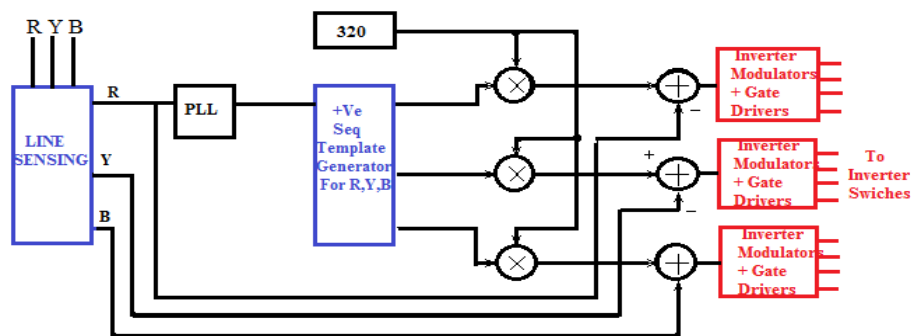 R Y B
320
LINE
SENSING
R
Y
B
PLL
+Ve
Seq
Template
Generator
For R,Y,B
×
×
×
+
−
+
+
−
+
Inverter
Modulators
+ Gate
Drivers
Inverter
Modulators
+ Gate
Drivers
Inverter
Modulators
+ Gate
Drivers
To
Inverter
Swiches